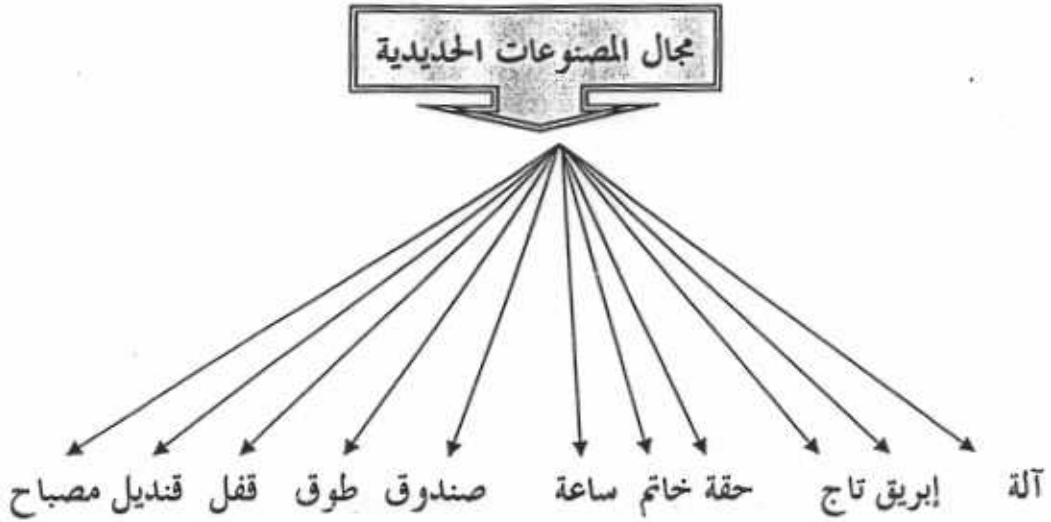 مجال المصنوعات الحديدية
آلة إبريق تاج حقة خاتم ساعة صندوق طوق قفل قنديل مصباح